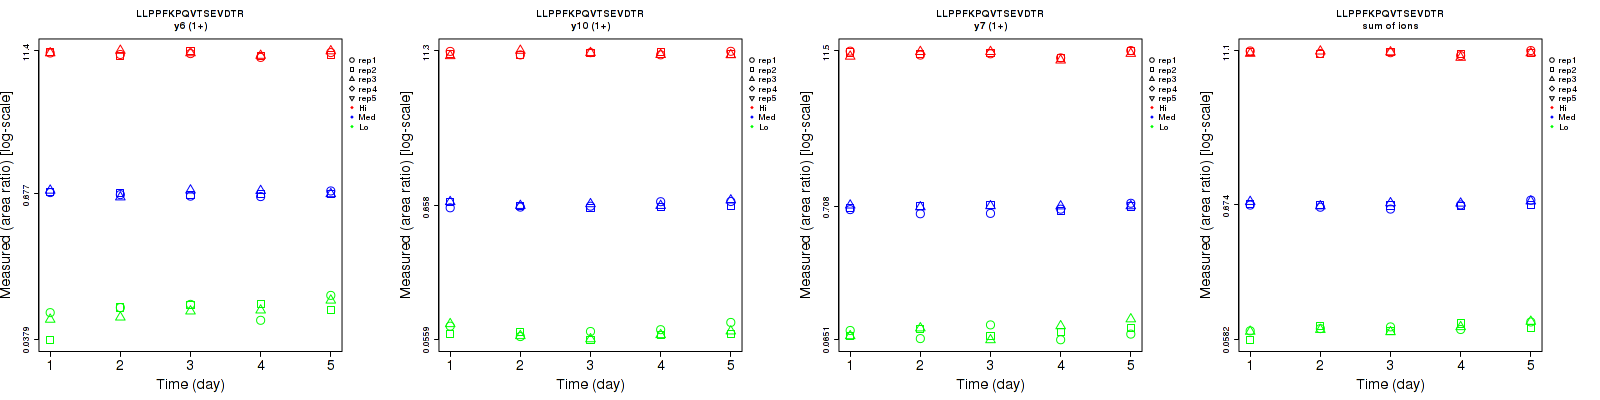 LLPPFKPQVTSEVDTR
y6 (1+)
Measured (area ratio) [log-scale]
11.4
0.677
0.0379
1 2 3 4 5
Time (day)
rep1
rep2
rep3
rep4
rep5
Hi
Med
Lo
LLPPFKPQVTSEVDTR
y10 (1+)
Measured (area ratio) [log-scale]
11.3
0.658
0.0559
1 2 3 4 5
Time (day)
rep1
rep2
rep3
rep4
rep5
Hi
Med
Lo
LLPPFKPQVTSEVDTR
y7 (1+)
Measured (area ratio) [log-scale]
11.5
0.708
0.0651
1 2 3 4 5
Time (day)
rep1
rep2
rep3
rep4
rep5
Hi
Med
Lo
LLPPFKPQVTSEVDTR
sum of ions
Measured (area ratio) [log-scale]
11.1
0.674
0.0582
1 2 3 4 5
Time (day)
rep1
rep2
rep3
rep4
rep5
Hi
Med
Lo